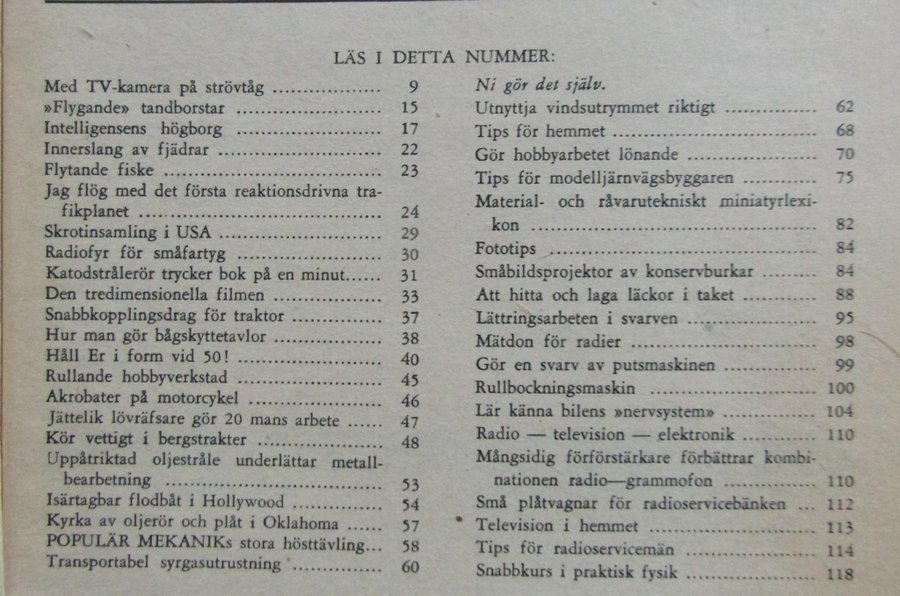 LÄS I DETTA NUMMER:
Med TV-kamera på strövtåg .................. 9
»Flygande» tandborstar ........................ 15
Intelligensens högborg ........................ 17
Innerslang av fjädrar ........................... 22
Flytande fiske .................................... 23
Jag flög med det första reaktionsdrivna tra-
fikplanet ........................................ 24
Skrotinsamling i USA ........................... 29
Radiofyr för småfartyg ........................ 30
Katodstrålerör trycker bok på en minut...... 31
Den tredimensionella filmen .................. 33
Snabbkopplingsdrag för traktor ............... 37
Hur man gör bågskyttetavlor .................. 38
Håll Er i form vid 50! ........................ 40
Rullande hobbyverkstad ........................ 45
Akrobater på motorcykel ..................... 46
Jättelik lövräfsare gör 20 mans arbete ...... 47
Kör vettigt i bergstrakter ..................... 48
Uppåtriktad oljestråle underlättar metall-
bearbetning .................................... 53
Isärtagbar flodbåt i Hollywood ............... 54
Kyrka av oljerör och plåt i Oklahoma ...... 57
POPULÄR MEKANIKs stora hösttävling... 58
Transportabel syrgasutrustning ............... 60
Ni gör det själv.
Utnyttja vindsutrymmet riktigt ............... 62
Tips för hemmet ................................. 68
Gör hobbyarbetet lönande ..................... 70
Tips för modelljärnvägsbyggaren ............ 75
Material- och råvarutekniskt miniatyrlexi-
kon ................................................ 82
Fototips ............................................. 84
Småbildsprojektor av konservburkar ......... 84
Att hitta och laga läckor i taket ............ 88
Lättringsarbeten i svarven ..................... 95
Mätdon för radier .............................. 98
Gör en svarv av putsmaskinen ............... 99
Rullbockningsmaskin ........................... 100
Lär känna bilens »nervsystem» ............... 104
Radio — television — elektronik ............ 110
Mångsidig förförstärkare förbättrar kombi-
nationen radio—grammofon ............... 110
Små plåtvagnar för radioservicebänken ... 112
Television i hemmet ........................... 113
Tips för radioservicemän ..................... 114
Snabbkurs i praktisk fysik ..................... 118